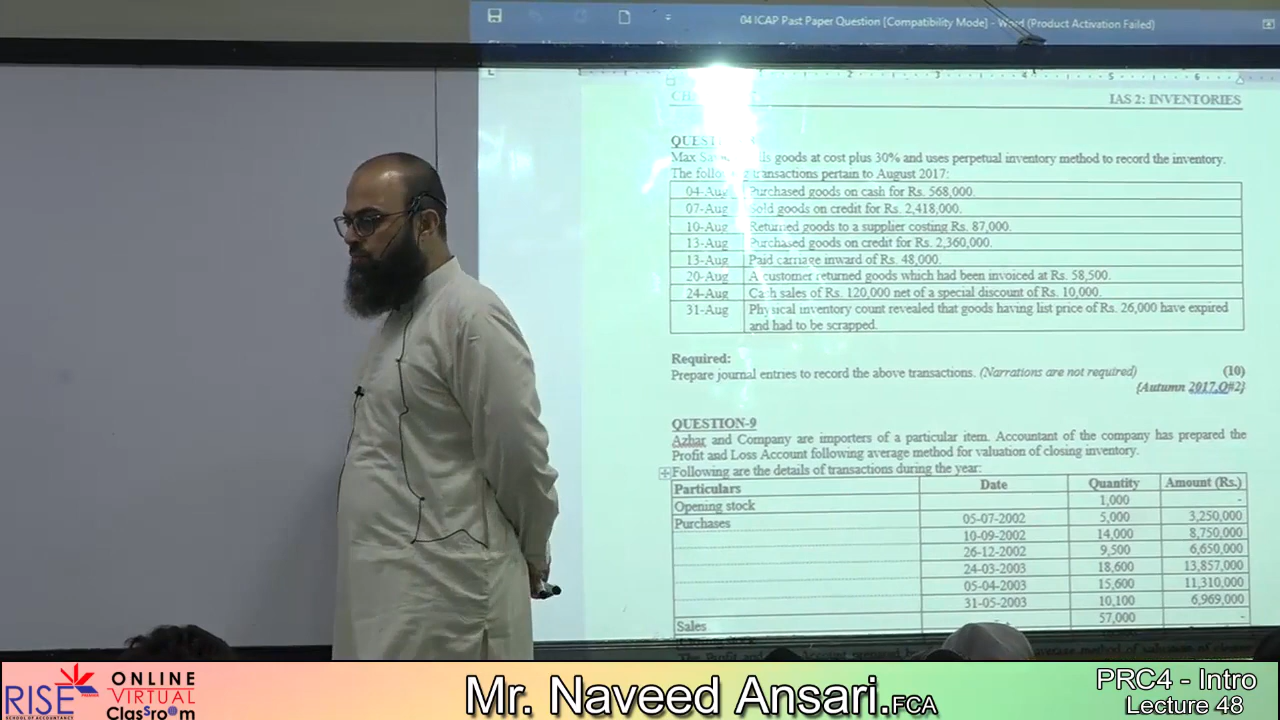 04 ICAP Past Paper Question [Compatibility Mode] - Word (Product Activation Failed)
IAS 2: INVENTORIES
goods at cost plus 30% and uses perpetual inventory method to record the inventory.
transactions pertain to August 2017:
04-Aug Purchased goods on cash for Rs. 568,000.
07-Aug Sold goods on credit for Rs. 2,418,000.
10-Aug Returned goods to a supplier costing Rs. 87,000.
13-Aug Purchased goods on credit for Rs. 2,360,000.
13-Aug Paid carriage inward of Rs. 48,000.
20-Aug A customer returned goods which had been invoiced at Rs. 58,500.
24-Aug Cash sales of Rs. 120,000 net of a special discount of Rs. 10,000.
31-Aug Physical inventory count revealed that goods having list price of Rs. 26,000 have expired
and had to be scrapped.
Required:
Prepare journal entries to record the above transactions. (Narrations are not required) (10)
{Autumn 2017,Q#2}
QUESTION-9
Azhar and Company are importers of a particular item. Accountant of the company has prepared the
Profit and Loss Account following average method for valuation of closing inventory.
Following are the details of transactions during the year:
Particulars Date Quantity Amount (Rs.)
Opening stock 1,000 -
Purchases 05-07-2002 5,000 3,250,000
10-09-2002 14,000 8,750,000
26-12-2002 9,500 6,650,000
24-03-2003 18,600 13,857,000
05-04-2003 15,600 11,310,000
31-05-2003 10,100 6,969,000
Sales 57,000 -
RISE
SCHOOL OF ACCOUNTANCY
ONLINE
VIRTUAL
ClasSroom
Mr. Naveed Ansari.FCA
PRC4 - Intro
Lecture 48